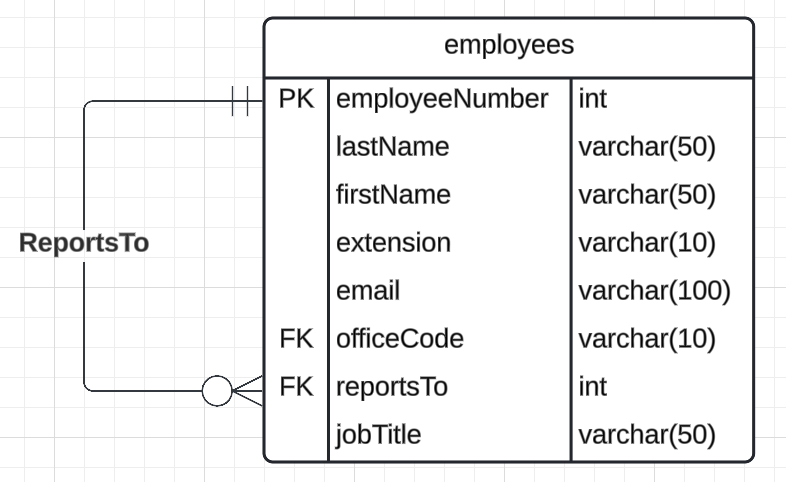 employees
PK employeeNumber int
lastName varchar(50)
firstName varchar(50)
ReportsTo
extension varchar(10)
email varchar(100)
FK officeCode varchar(10)
FK reportsTo int
jobTitle varchar(50)